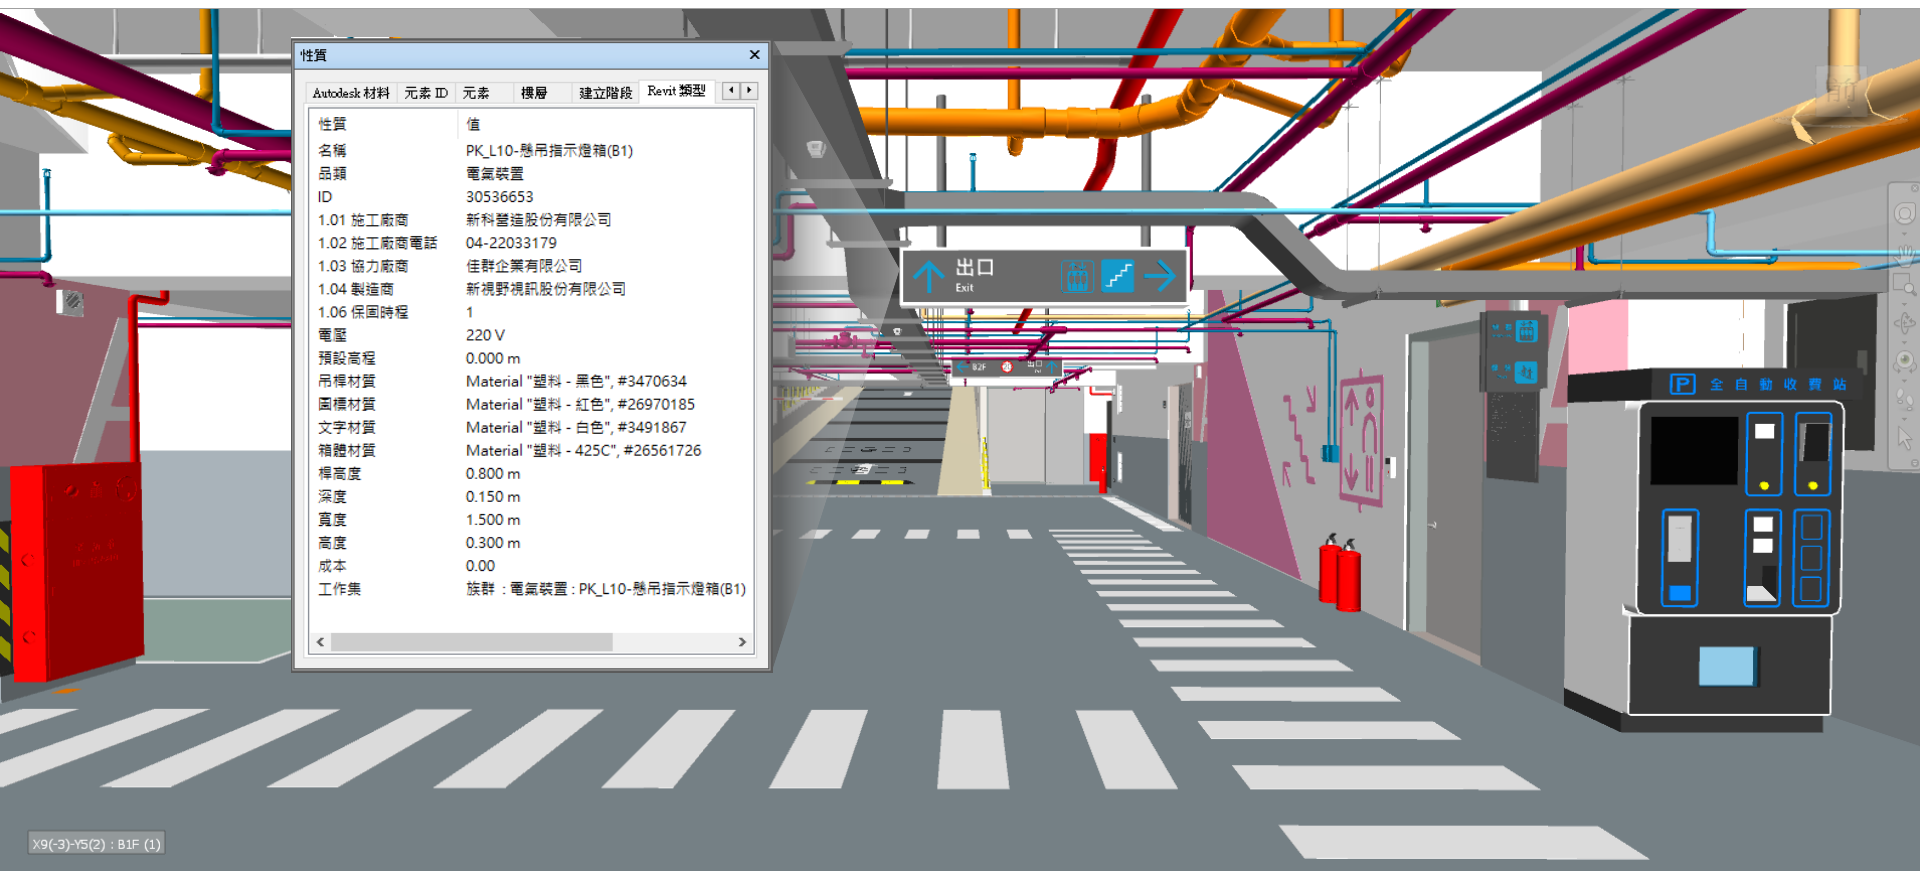 性質
Autodesk 材料 元素 ID 元素 樓層 建立階段 Revit 類型
性質 值
名稱 PK_L10-懸吊指示燈箱(B1)
品類 電氣裝置
ID 30536653
1.01 施工廠商 新科營造股份有限公司
1.02 施工廠商電話 04-22033179
1.03 協力廠商 佳群企業有限公司
1.04 製造商 新視野視訊股份有限公司
1.06 保固時程 1
電壓 220 V
預設高程 0.000 m
吊桿材質 Material "塑料 - 黑色", #3470634
圖標材質 Material "塑料 - 紅色", #26970185
文字材質 Material "塑料 - 白色", #3491867
箱體材質 Material "塑料 - 425C", #26561726
桿高度 0.800 m
深度 0.150 m
寬度 1.500 m
高度 0.300 m
成本 0.00
工作集 族群 : 電氣裝置 : PK_L10-懸吊指示燈箱(B1)
前
出口
Exit
B2F 出口
P 全自動收費站
X9(-3)-Y5(2) : B1F (1)